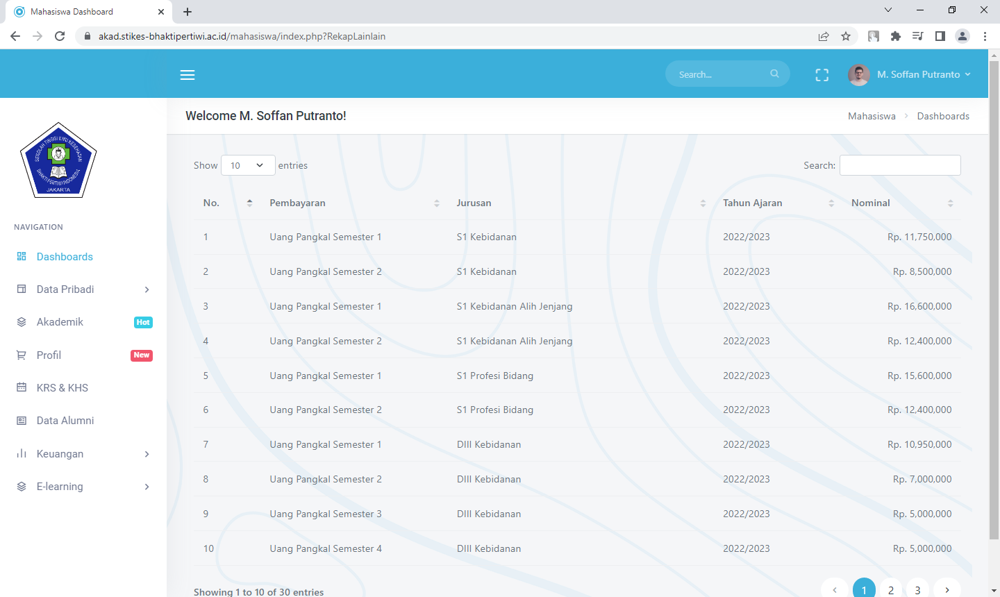 Mahasiswa Dashboard
akad.stikes-bhaktipertiwi.ac.id/mahasiswa/index.php?RekapLainlain
Search...
M. Soffan Putranto
SEKOLAH TINGGI ILMU KESEHATAN
BHAKTI PERTIWI INDONESIA
JAKARTA
Welcome M. Soffan Putranto!
Mahasiswa > Dashboards
NAVIGATION
Dashboards
Data Pribadi
Akademik Hot
Profil New
KRS & KHS
Data Alumni
Keuangan
E-learning
Show 10 entries
Search:
No. Pembayaran Jurusan Tahun Ajaran Nominal
1 Uang Pangkal Semester 1 S1 Kebidanan 2022/2023 Rp. 11,750,000
2 Uang Pangkal Semester 2 S1 Kebidanan 2022/2023 Rp. 8,500,000
3 Uang Pangkal Semester 1 S1 Kebidanan Alih Jenjang 2022/2023 Rp. 16,600,000
4 Uang Pangkal Semester 2 S1 Kebidanan Alih Jenjang 2022/2023 Rp. 12,400,000
5 Uang Pangkal Semester 1 S1 Profesi Bidang 2022/2023 Rp. 15,600,000
6 Uang Pangkal Semester 2 S1 Profesi Bidang 2022/2023 Rp. 12,400,000
7 Uang Pangkal Semester 1 DIII Kebidanan 2022/2023 Rp. 10,950,000
8 Uang Pangkal Semester 2 DIII Kebidanan 2022/2023 Rp. 7,000,000
9 Uang Pangkal Semester 3 DIII Kebidanan 2022/2023 Rp. 5,000,000
10 Uang Pangkal Semester 4 DIII Kebidanan 2022/2023 Rp. 5,000,000
Showing 1 to 10 of 30 entries
1 2 3